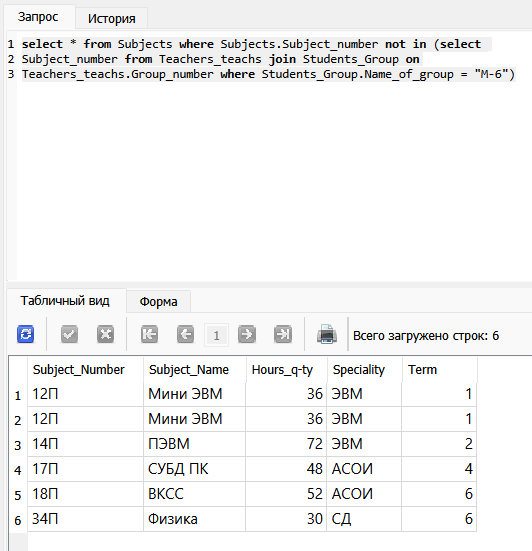 Запрос История
1 select * from Subjects where Subjects.Subject_number not in (select
2 Subject_number from Teachers_teachs join Students_Group on
3 Teachers_teachs.Group_number where Students_Group.Name_of_group = "М-6")
Табличный вид Форма
1 Всего загружено строк: 6
Subject_Number Subject_Name Hours_q-ty Speciality Term
1 12П Мини ЭВМ 36 ЭВМ 1
2 12П Мини ЭВМ 36 ЭВМ 1
3 14П ПЭВМ 72 ЭВМ 2
4 17П СУБД ПК 48 АСОИ 4
5 18П ВКСС 52 АСОИ 6
6 34П Физика 30 СД 6